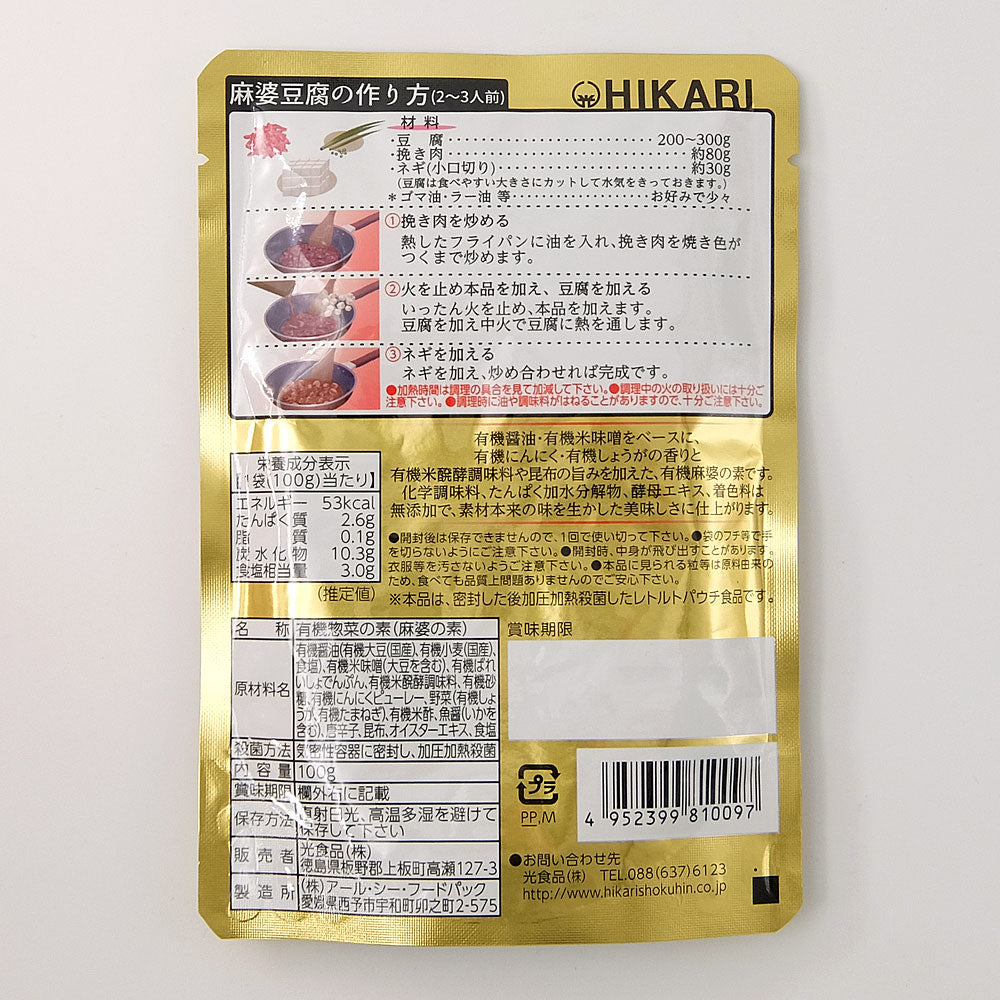 麻婆豆腐の作り方(2〜3人前)
HIKARI
材料
・豆 腐 200〜300g
・挽き肉 約80g
・ネギ(小口切り) 約30g
(豆腐は食べやすい大きさにカットして水気をきっておきます。)
＊ゴマ油・ラー油 等 お好みで少々
①挽き肉を炒める
熱したフライパンに油を入れ、挽き肉を焼き色が
つくまで炒めます。
②火を止め本品を加え、豆腐を加える
いったん火を止め、本品を加えます。
豆腐を加え中火で豆腐に熱を通します。
③ネギを加える
ネギを加え、炒め合わせれば完成です。
●加熱時間は調理の具合を見て加減して下さい。●調理中の火の取り扱いには十分ご
注意下さい。●調理時に油や調味料がはねることがありますので、十分ご注意下さい。
有機醤油・有機米味噌をベースに、
有機にんにく・有機しょうがの香りと
有機米醗酵調味料や昆布の旨みを加えた、有機麻婆の素です。
化学調味料、たんぱく加水分解物、酵母エキス、着色料は
無添加で、素材本来の味を生かした美味しさに仕上がります。
栄養成分表示
【1袋(100g)当たり】
エネルギー 53kcal
たんぱく質 2.6g
脂質 0.1g
炭水化物 10.3g
食塩相当量 3.0g
(推定値)
●開封後は保存できませんので、1回で使い切って下さい。●袋のフチ等で手
を切らないようにご注意下さい。●開封時、中身が飛び出すことがあります。
衣服等を汚さないようご注意下さい。●本品に見られる粒等は原料由来の
ため、食べても品質上問題ありませんのでご安心下さい。
※本品は、密封した後加圧加熱殺菌したレトルトパウチ食品です。
名 称 有機惣菜の素(麻婆の素)
原材料名 有機醤油(有機大豆(国産)、有機小麦(国産)、
食塩)、有機米味噌(大豆を含む)、有機ばれ
いしょでんぷん、有機米醗酵調味料、有機砂
糖、有機にんにくピューレー、野菜(有機しょ
うが、有機たまねぎ)、有機米酢、魚醤(いかを
含む)、唐辛子、昆布、オイスターエキス、食塩
殺菌方法 気密性容器に密封し、加圧加熱殺菌
内容量 100g
賞味期限 欄外右に記載
保存方法 直射日光、高温多湿を避けて
保存して下さい
販売者 光食品(株)
徳島県板野郡上板町高瀬127-3
製造所 (株)アール・シー・フードパック
愛媛県西予市宇和町卯之町2-575
賞味期限
プラ
PP,M
4 952399 810097
●お問い合わせ先
光食品(株) TEL.088(637)6123
http://www.hikarishokuhin.co.jp